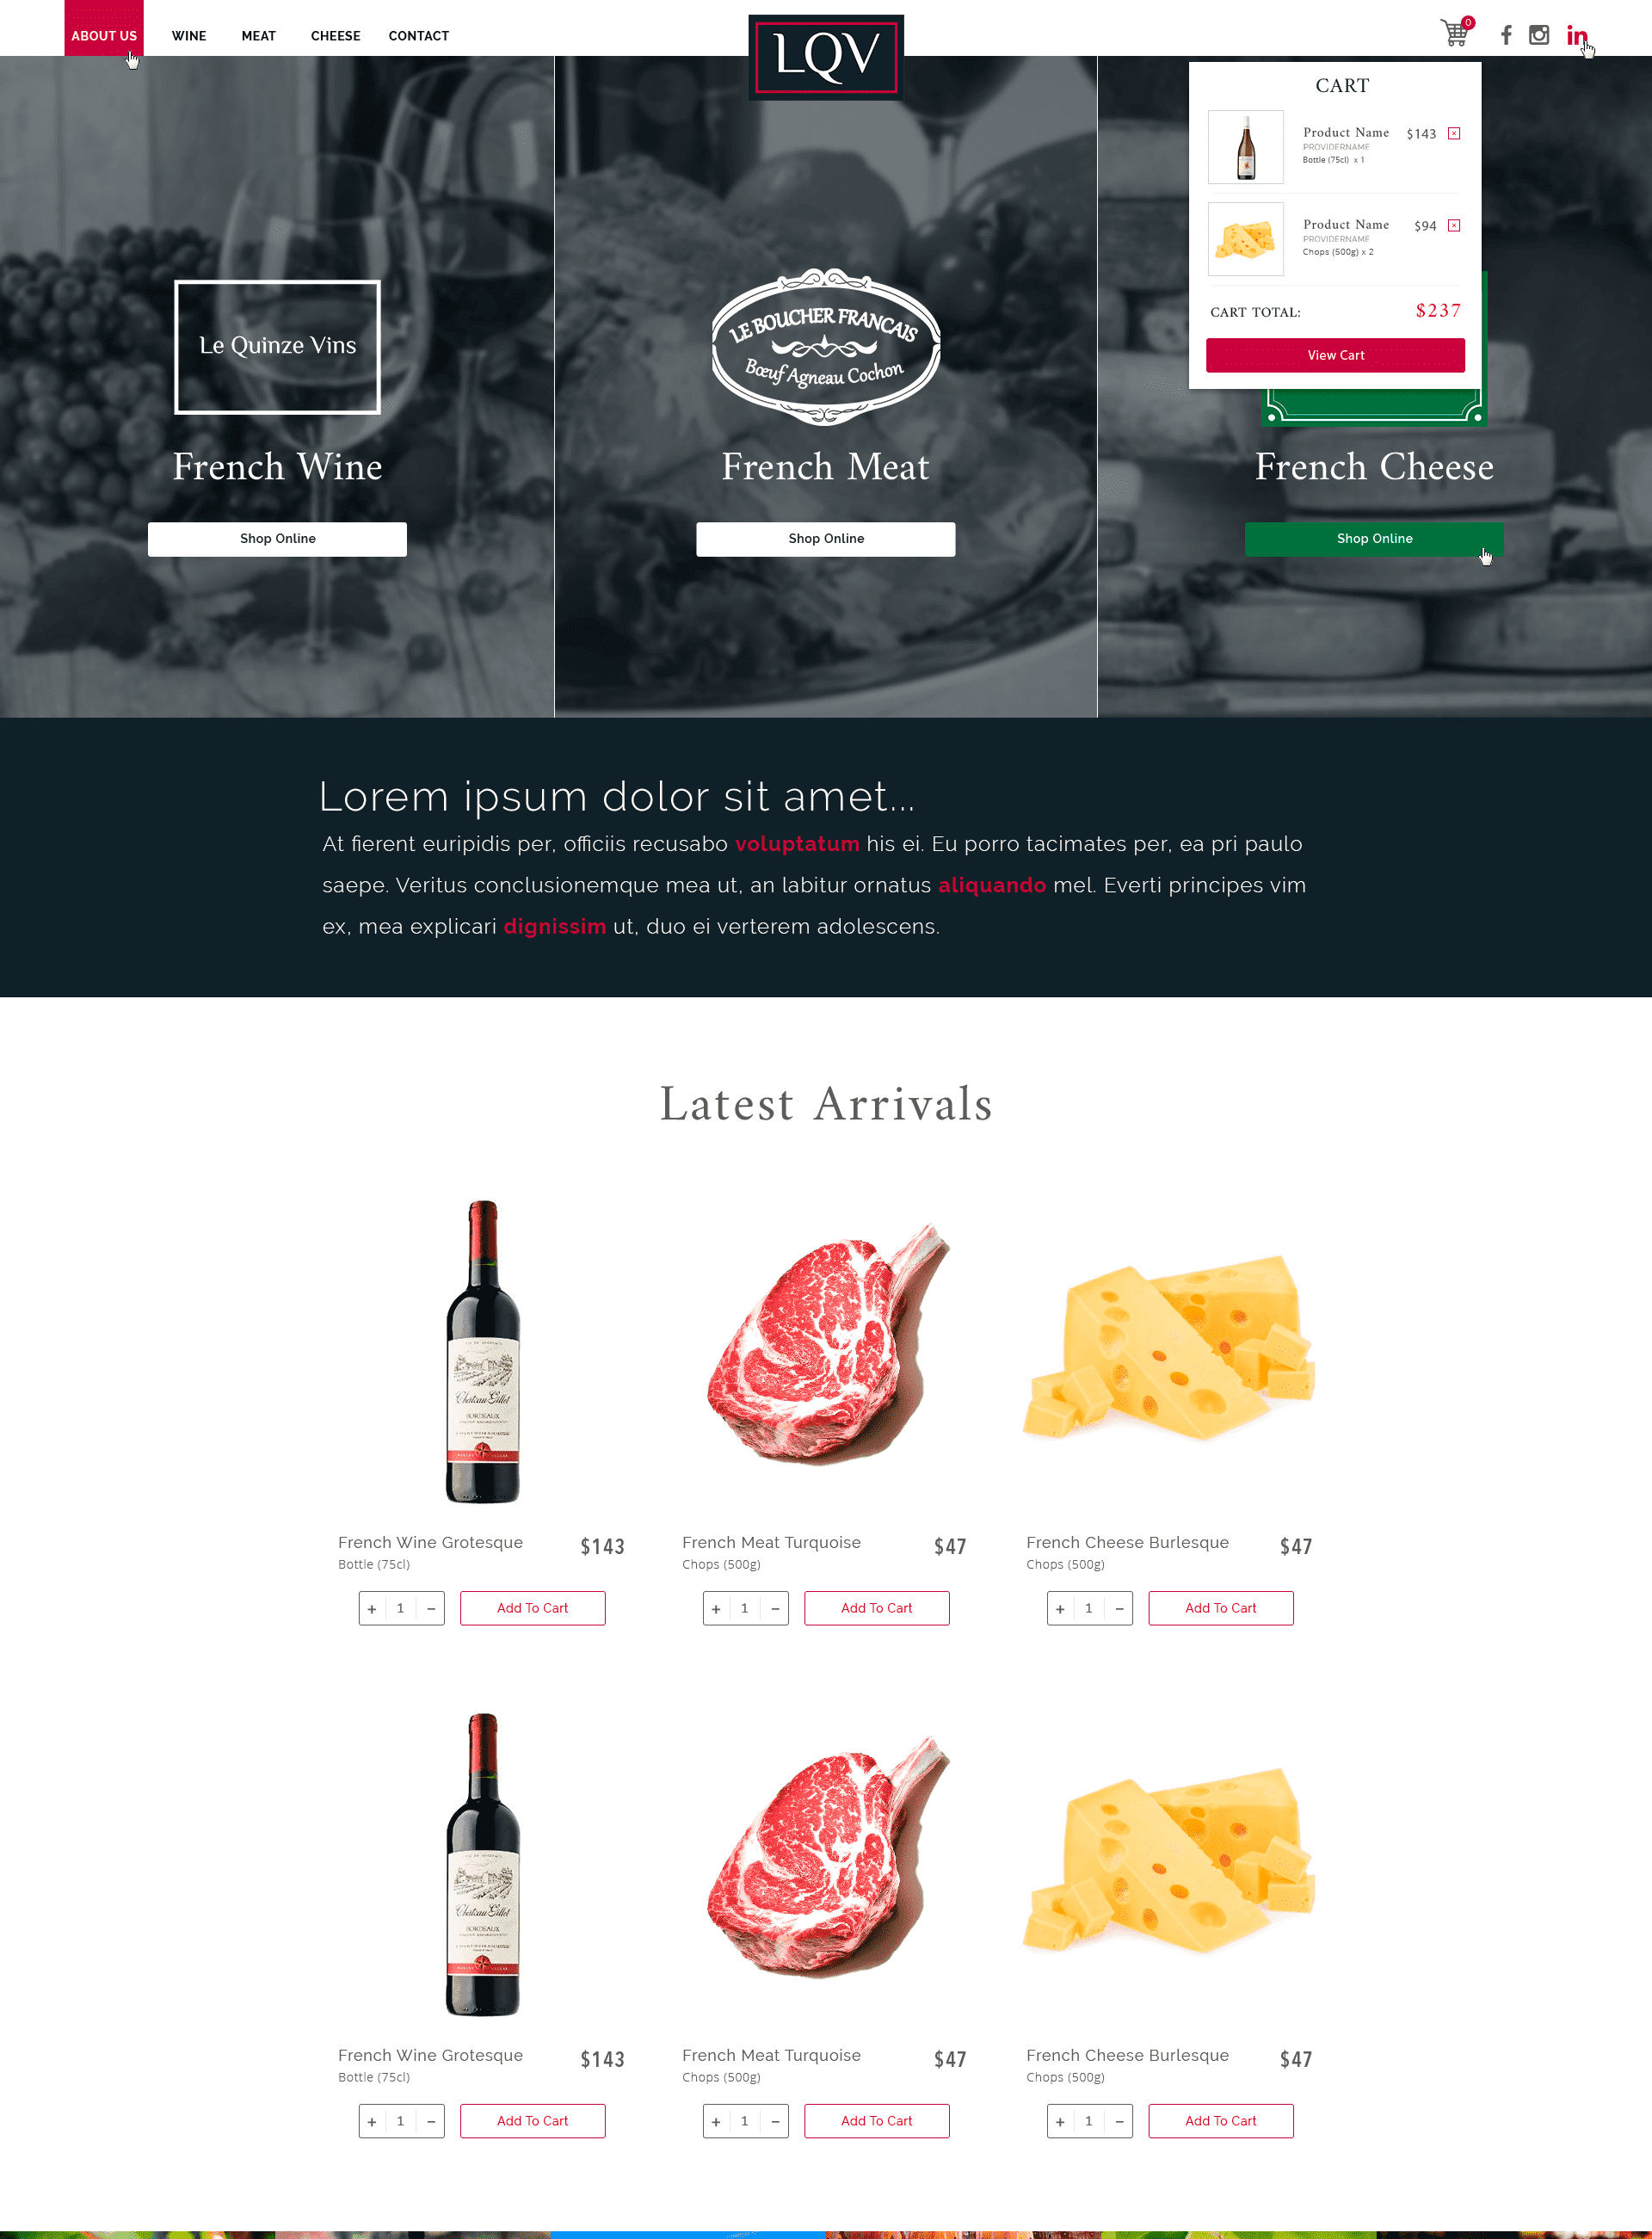 ABOUT US WINE MEAT CHEESE CONTACT
LQV
0
CART
Product Name $143
PROVIDERNAME
Bottle (75cl) x 1
Product Name $94
PROVIDERNAME
Chops (500g) x 2
CART TOTAL: $237
View Cart
Le Quinze Vins
LE BOUCHER FRANCAIS
Bœuf Agneau Cochon
French Wine
French Meat
French Cheese
Shop Online
Shop Online
Shop Online
Lorem ipsum dolor sit amet...
At fierent euripidis per, officiis recusabo voluptatum his ei. Eu porro tacimates per, ea pri paulo
saepe. Veritus conclusionemque mea ut, an labitur ornatus aliquando mel. Everti principes vim
ex, mea explicari dignissim ut, duo ei verterem adolescens.
Latest Arrivals
Chateau Gillet
BORDEAUX
French Wine Grotesque $143
Bottle (75cl)
+ 1 − Add To Cart
French Meat Turquoise $47
Chops (500g)
+ 1 − Add To Cart
French Cheese Burlesque $47
Chops (500g)
+ 1 − Add To Cart
Chateau Gillet
BORDEAUX
French Wine Grotesque $143
Bottle (75cl)
+ 1 − Add To Cart
French Meat Turquoise $47
Chops (500g)
+ 1 − Add To Cart
French Cheese Burlesque $47
Chops (500g)
+ 1 − Add To Cart